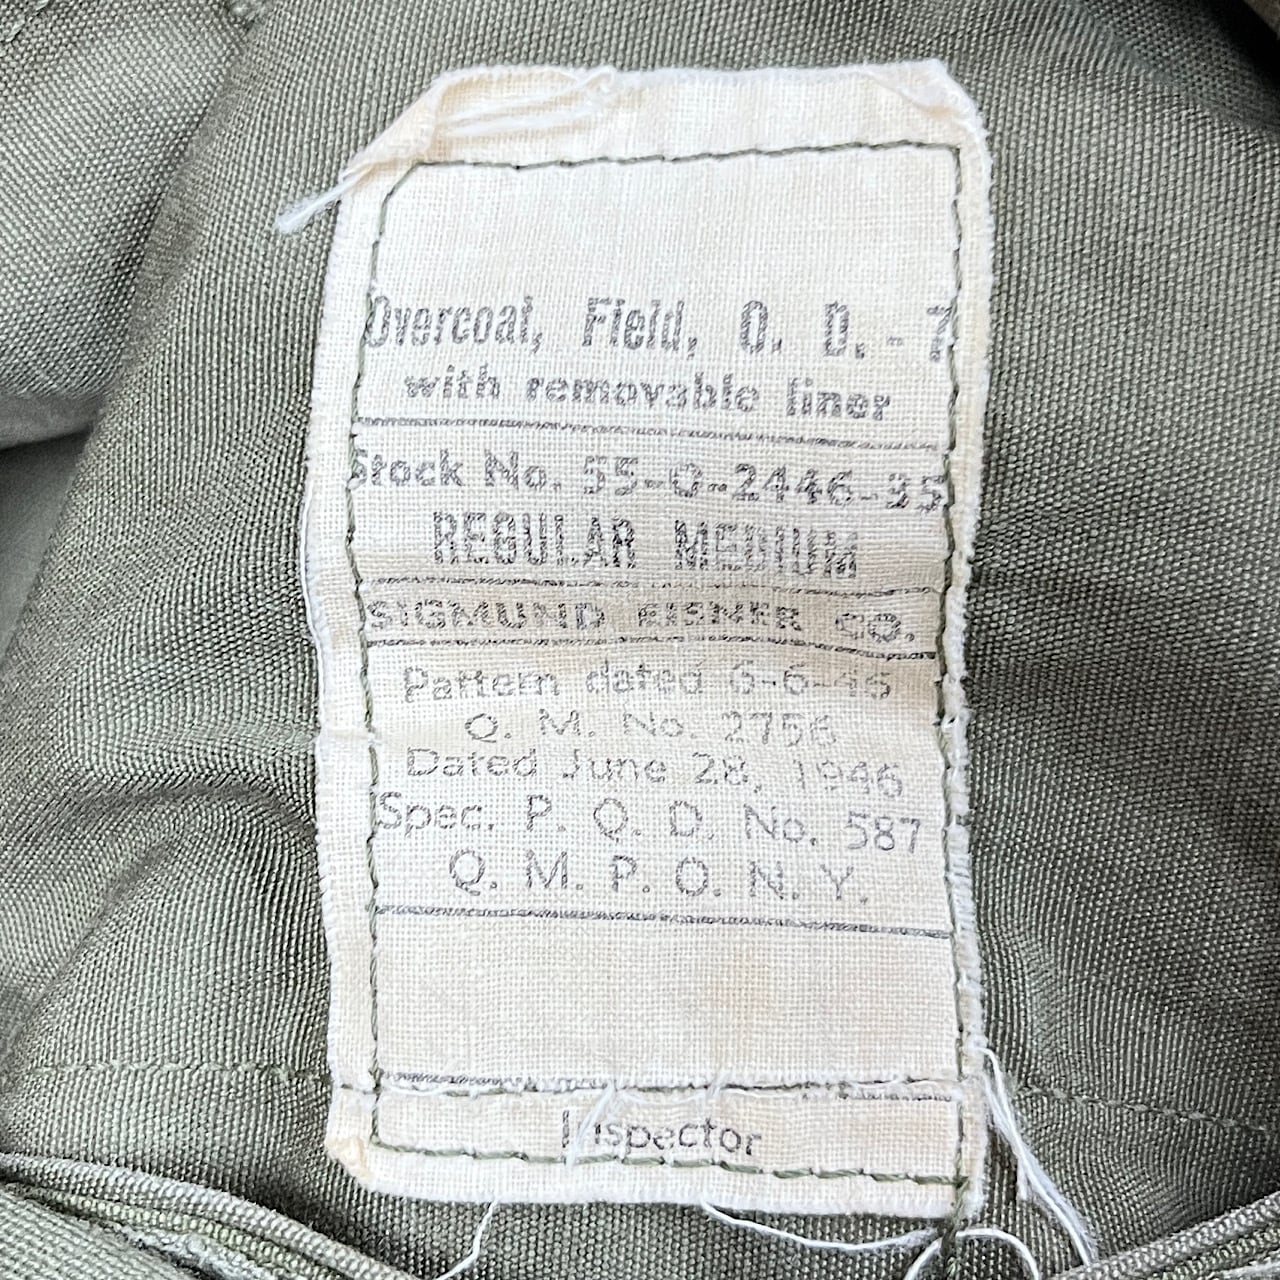 Overcoat, Field, O. D. - 7
with removable liner
Stock No. 55-O-2446-35
REGULAR MEDIUM
SIGMUND EISNER CO.
Pattern dated 6-6-46
Q. M. No. 2756
Dated June 28, 1946
Spec. P. Q. D. No. 587
Q. M. P. O. N. Y.
Inspector